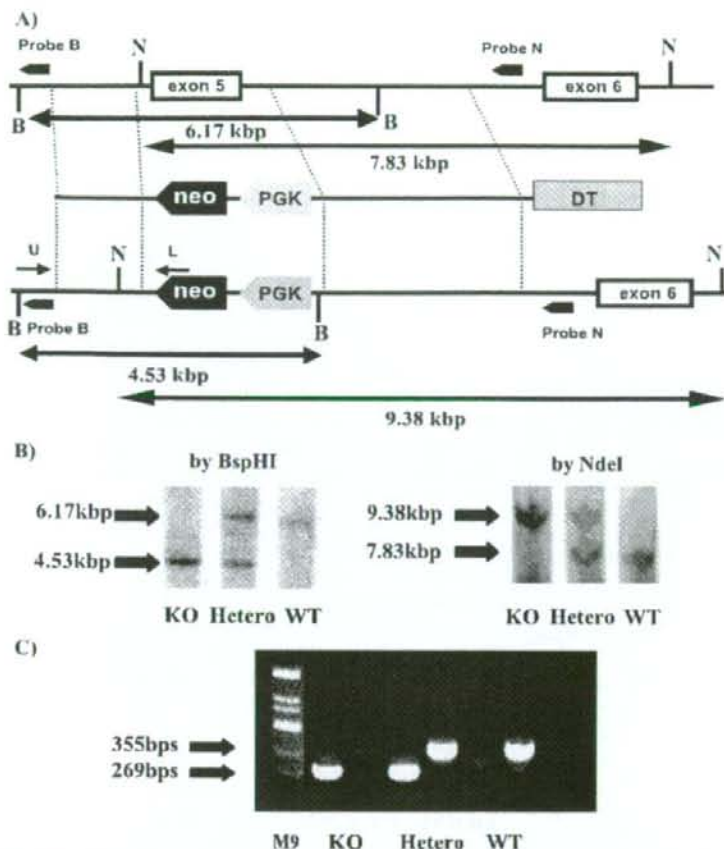 A)
Probe B
N
Probe N
N
exon 5
exon 6
B
B
6.17 kbp
7.83 kbp
neo
PGK
DT
U
N
L
N
neo
PGK
exon 6
B
Probe B
B
Probe N
4.53 kbp
9.38 kbp
B)
by BspHI
by NdeI
6.17kbp
9.38kbp
4.53kbp
7.83kbp
KO Hetero WT
KO Hetero WT
C)
355bps
269bps
M9 KO Hetero WT